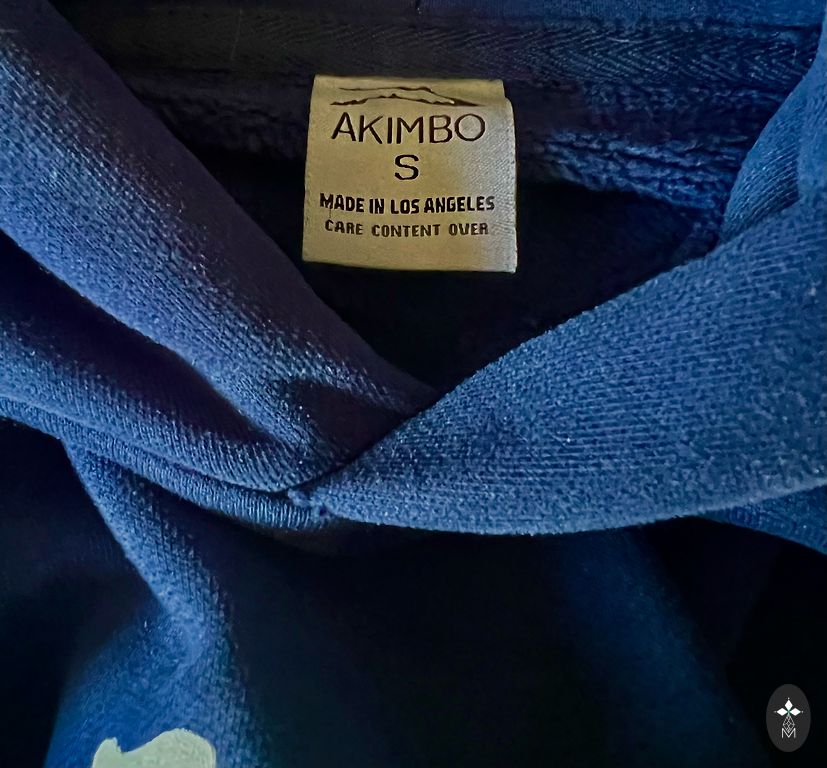 AKIMBO
S
MADE IN LOS ANGELES
CARE CONTENT OVER